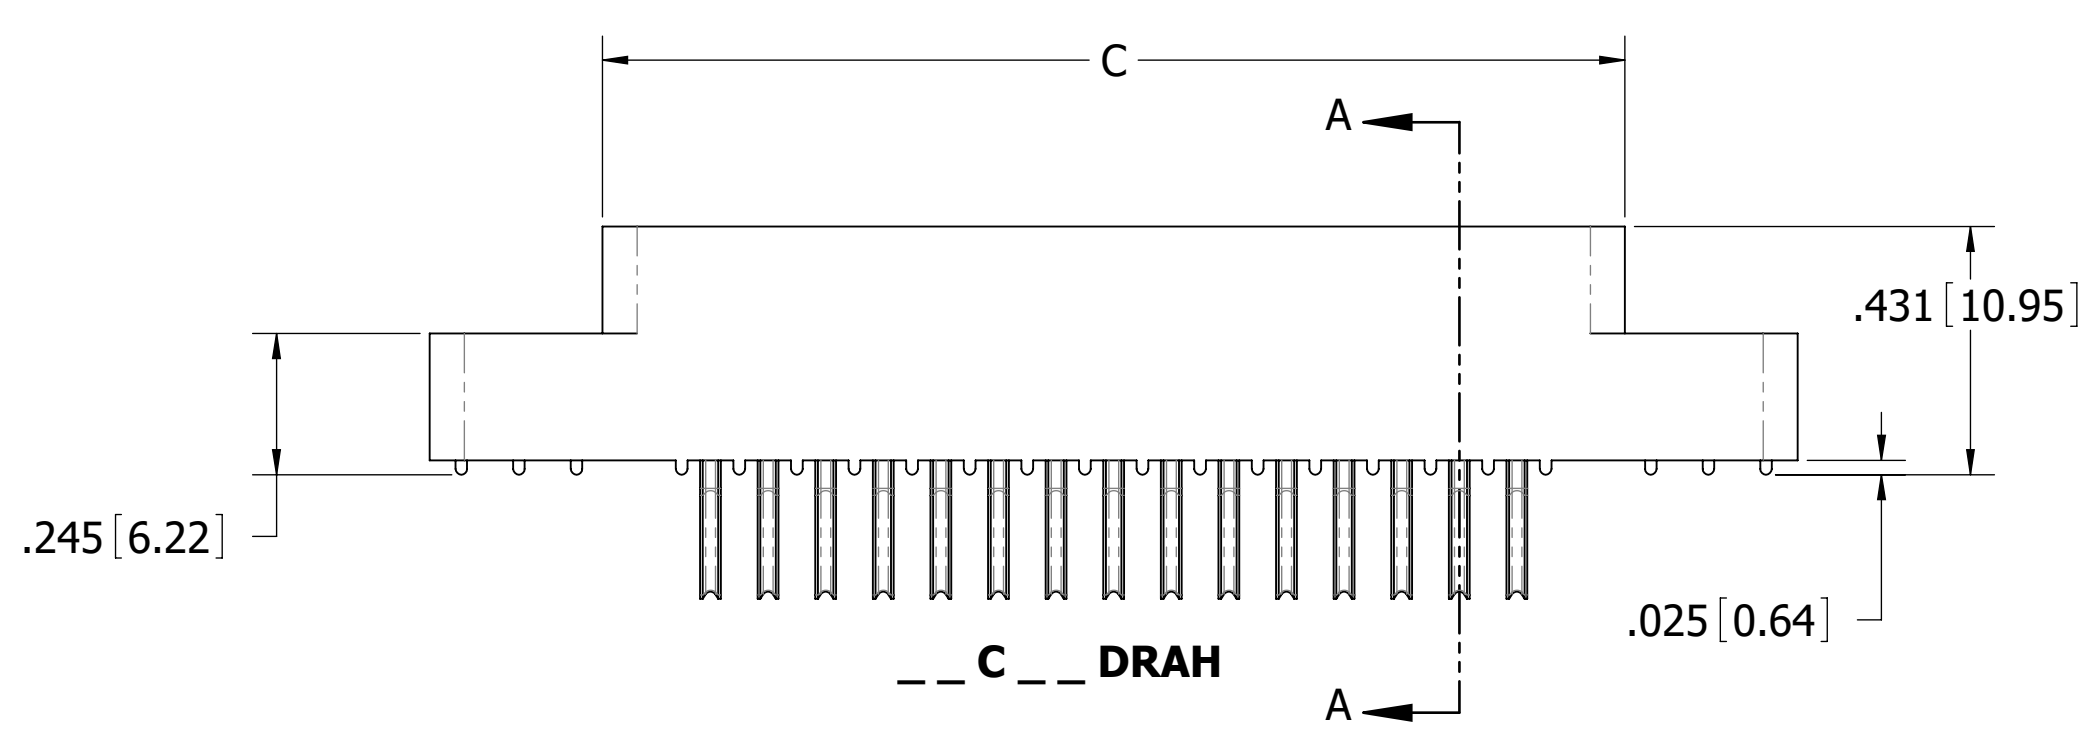 C
A
.431 [10.95]
.245 [6.22]
.025 [0.64]
_ _ C _ _ DRAH
A